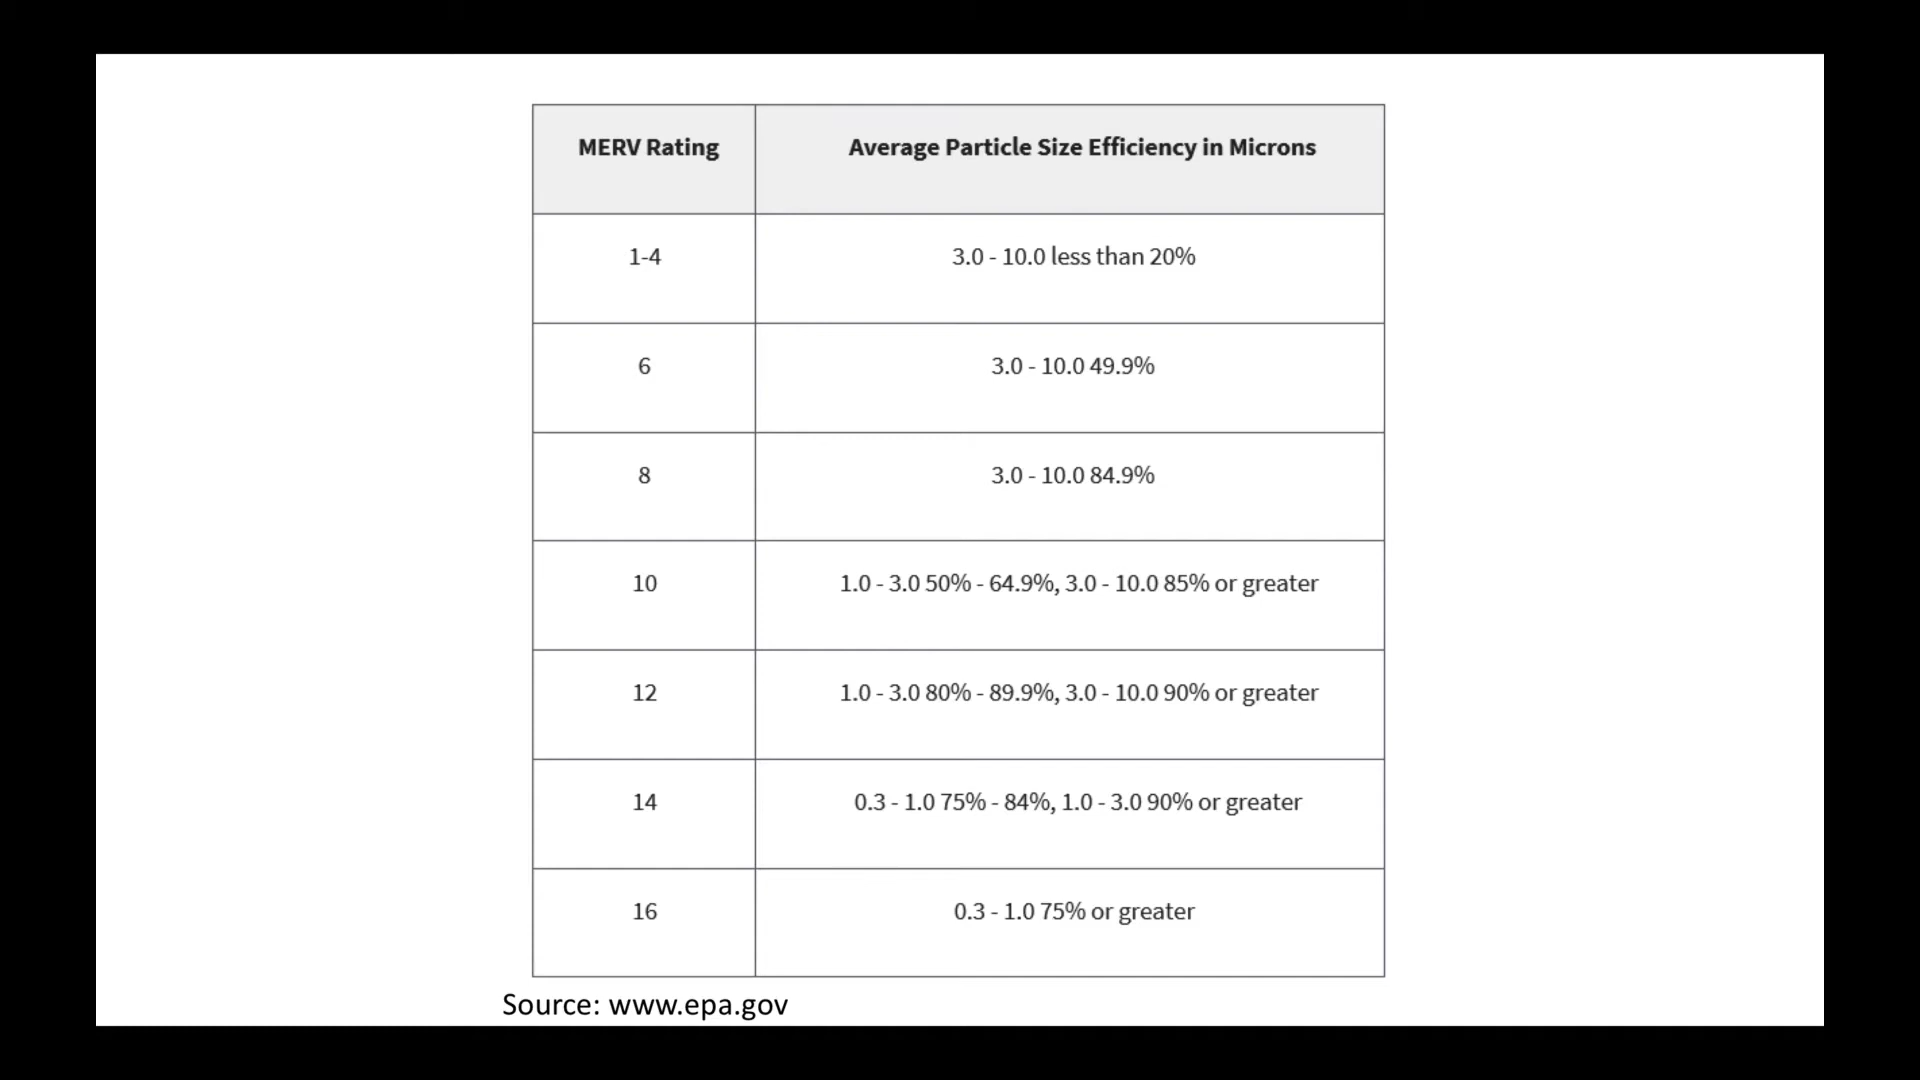 MERV Rating Average Particle Size Efficiency in Microns
1-4 3.0 - 10.0 less than 20%
6 3.0 - 10.0 49.9%
8 3.0 - 10.0 84.9%
10 1.0 - 3.0 50% - 64.9%, 3.0 - 10.0 85% or greater
12 1.0 - 3.0 80% - 89.9%, 3.0 - 10.0 90% or greater
14 0.3 - 1.0 75% - 84%, 1.0 - 3.0 90% or greater
16 0.3 - 1.0 75% or greater
Source: www.epa.gov